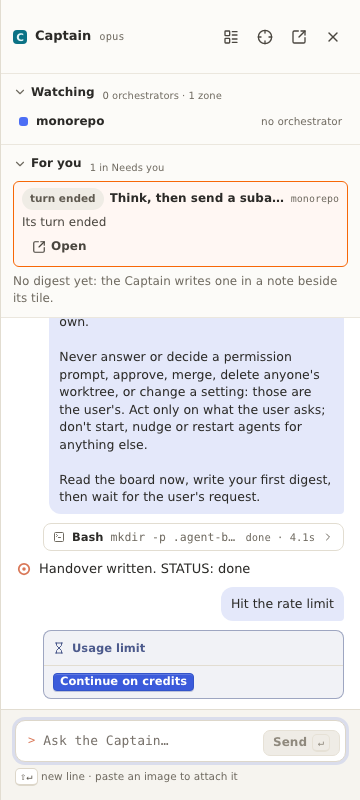 C Captain opus
Watching 0 orchestrators · 1 zone
monorepo no orchestrator
For you 1 in Needs you
turn ended Think, then send a suba… monorepo
Its turn ended
Open
No digest yet: the Captain writes one in a note beside
its tile.
own.
Never answer or decide a permission
prompt, approve, merge, delete anyone's
worktree, or change a setting: those are
the user's. Act only on what the user asks;
don't start, nudge or restart agents for
anything else.
Read the board now, write your first digest,
then wait for the user's request.
Bash mkdir -p .agent-b… done · 4.1s
Handover written. STATUS: done
Hit the rate limit
Usage limit
Continue on credits
> Ask the Captain… Send ↵
⇧↵ new line · paste an image to attach it